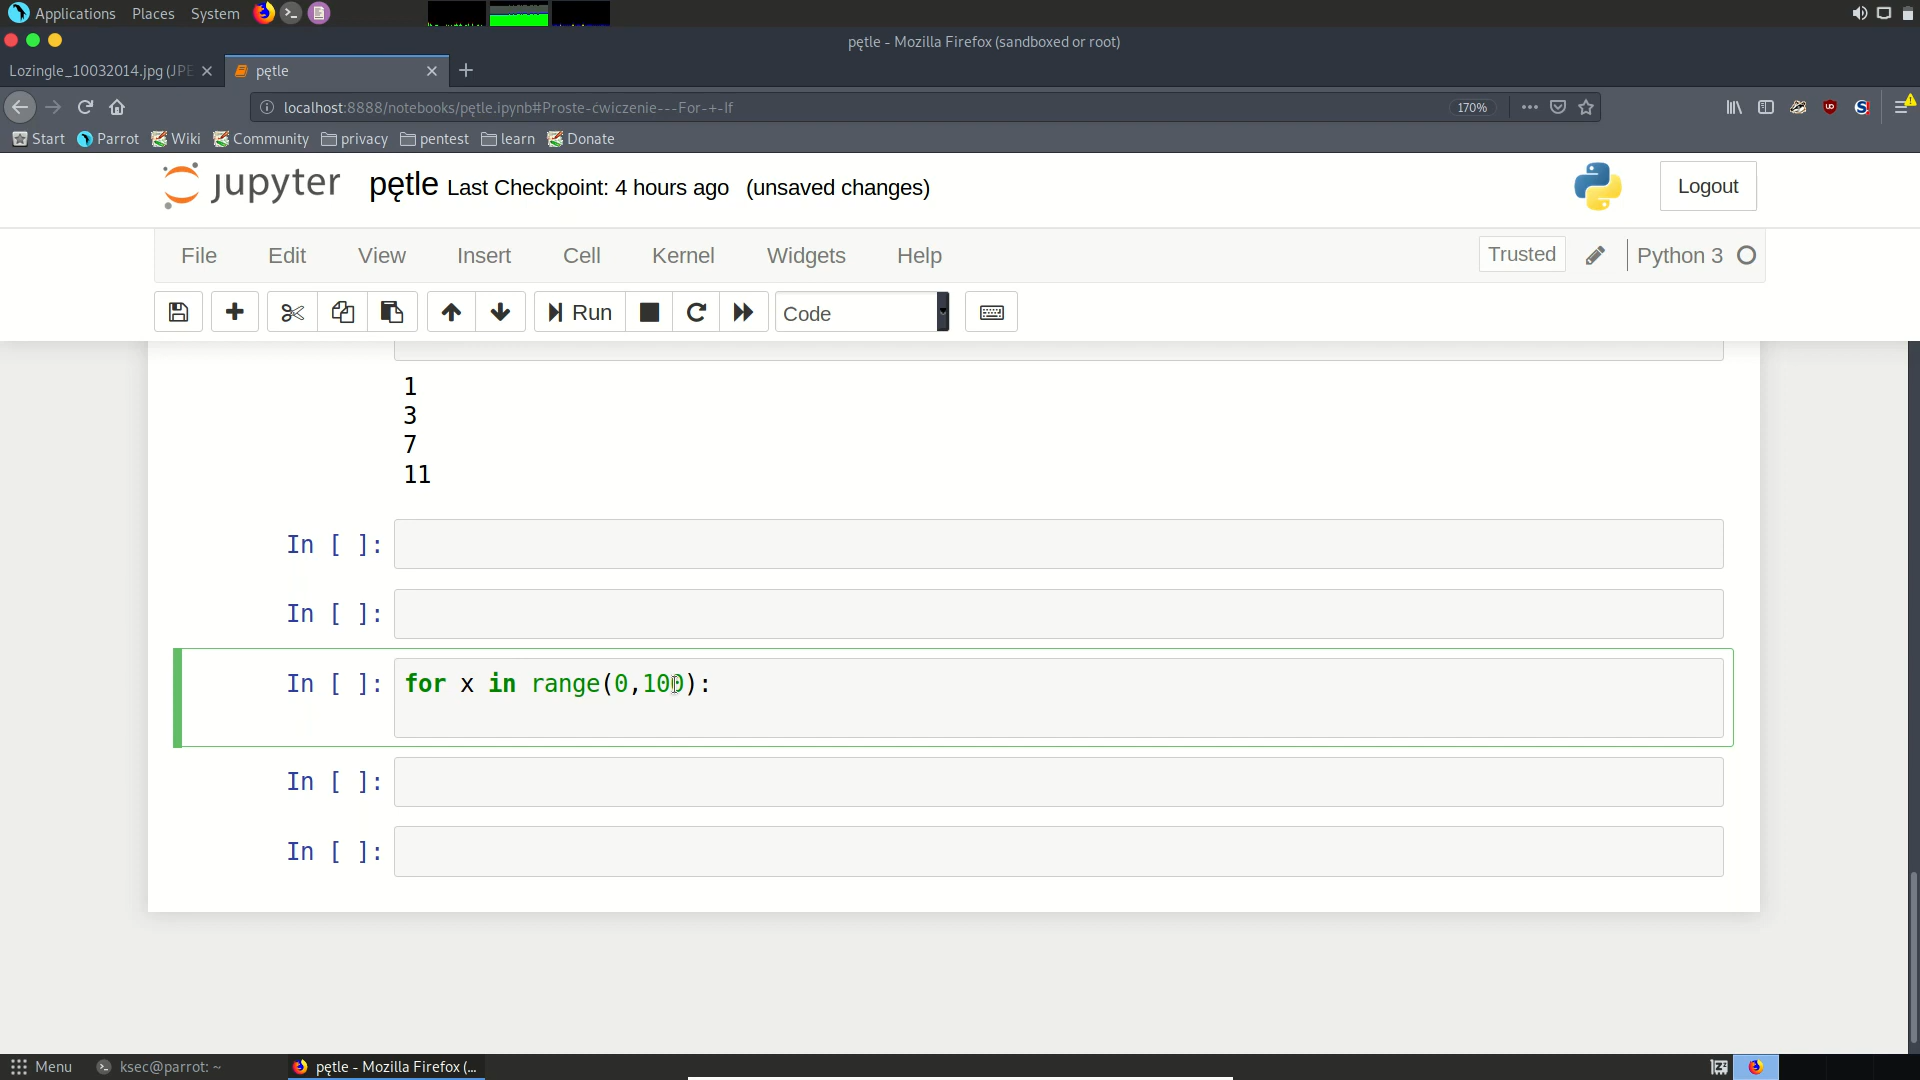 Applications Places System
pętle - Mozilla Firefox (sandboxed or root)
Lozingle_10032014.jpg (JPE
pętle
localhost:8888/notebooks/pętle.ipynb#Proste-ćwiczenie---For-+-If
170%
Start Parrot Wiki Community privacy pentest learn Donate
jupyter pętle Last Checkpoint: 4 hours ago (unsaved changes)
Logout
File Edit View Insert Cell Kernel Widgets Help
Trusted
Python 3
Run
Code
1
3
7
11
In [ ]:
In [ ]:
In [ ]: for x in range(0,100):
In [ ]:
In [ ]:
Menu ksec@parrot: ~ pętle - Mozilla Firefox (...